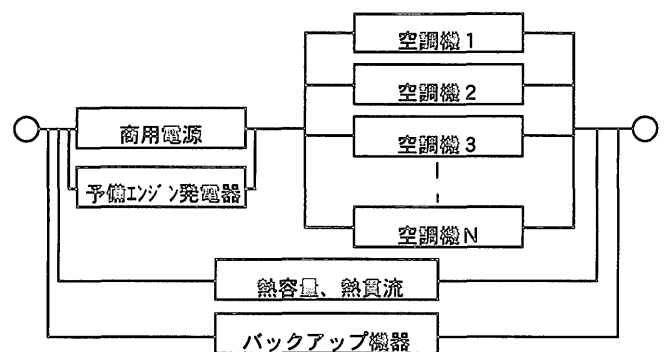 空調機1
空調機2
商用電源
空調機3
予備エンジン発電器
空調機N
熱容量、熱貫流
バックアップ機器